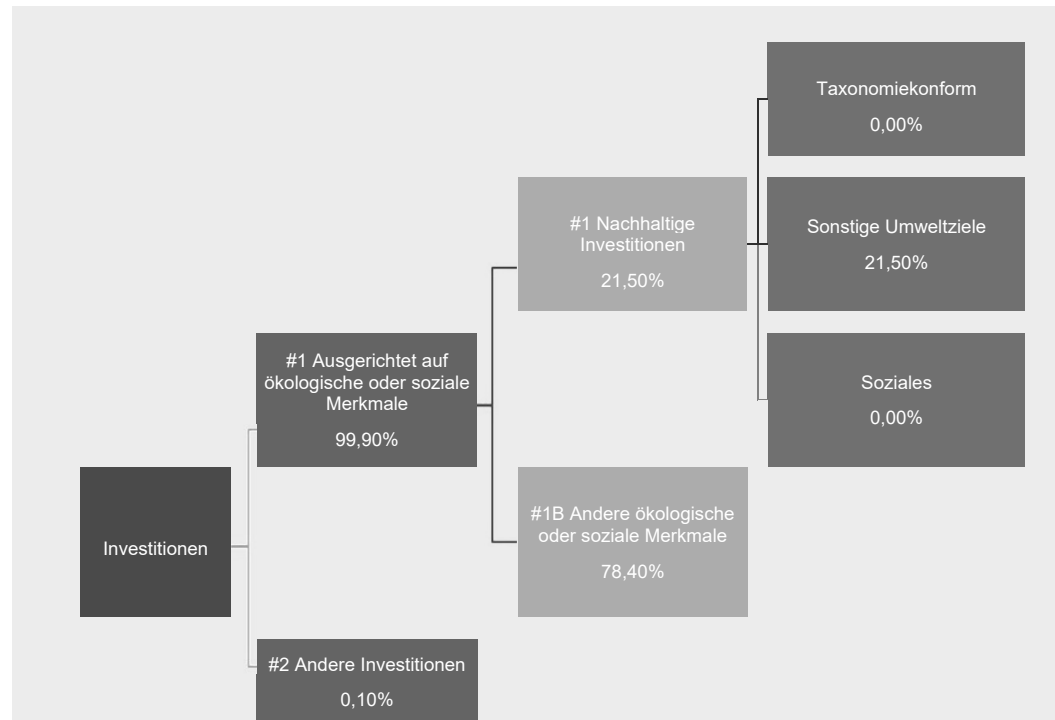 Taxonomiekonform
0,00%
#1 Nachhaltige
Investitionen
21,50%
Sonstige Umweltziele
21,50%
#1 Ausgerichtet auf
ökologische oder soziale
Merkmale
99,90%
Soziales
0,00%
Investitionen
#1B Andere ökologische
oder soziale Merkmale
78,40%
#2 Andere Investitionen
0,10%